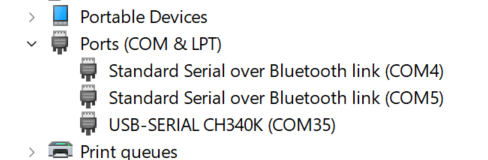 Portable Devices
Ports (COM & LPT)
Standard Serial over Bluetooth link (COM4)
Standard Serial over Bluetooth link (COM5)
USB-SERIAL CH340K (COM35)
Print queues